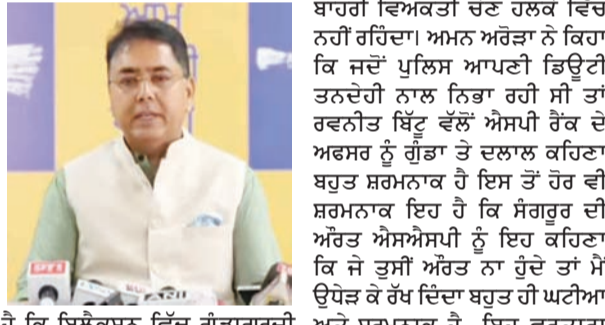 ਬਾਹਰੀ ਵਿਅਕਤੀ ਚੋਣ ਹਲਕੇ ਵਿੱਚ
ਨਹੀਂ ਰਹਿੰਦਾ। ਅਮਨ ਅਰੋੜਾ ਨੇ ਕਿਹਾ
ਕਿ ਜਦੋਂ ਪੁਲਿਸ ਆਪਣੀ ਡਿਊਟੀ
ਤਨਦੇਹੀ ਨਾਲ ਨਿਭਾ ਰਹੀ ਸੀ ਤਾਂ
ਰਵਨੀਤ ਬਿੱਟੂ ਵੱਲੋਂ ਐਸਪੀ ਰੈਂਕ ਦੇ
ਅਫਸਰ ਨੂੰ ਗੁੰਡਾ ਤੇ ਦਲਾਲ ਕਹਿਣਾ
ਬਹੁਤ ਸ਼ਰਮਨਾਕ ਹੈ ਇਸ ਤੋਂ ਹੋਰ ਵੀ
ਸ਼ਰਮਨਾਕ ਇਹ ਹੈ ਕਿ ਸੰਗਰੂਰ ਦੀ
ਔਰਤ ਐਸਐਸਪੀ ਨੂੰ ਇਹ ਕਹਿਣਾ
ਕਿ ਜੇ ਤੁਸੀਂ ਔਰਤ ਨਾ ਹੁੰਦੇ ਤਾਂ ਮੈਂ
ਉਧੇੜ ਕੇ ਰੱਖ ਦਿੰਦਾ ਬਹੁਤ ਹੀ ਘਟੀਆ
ANI